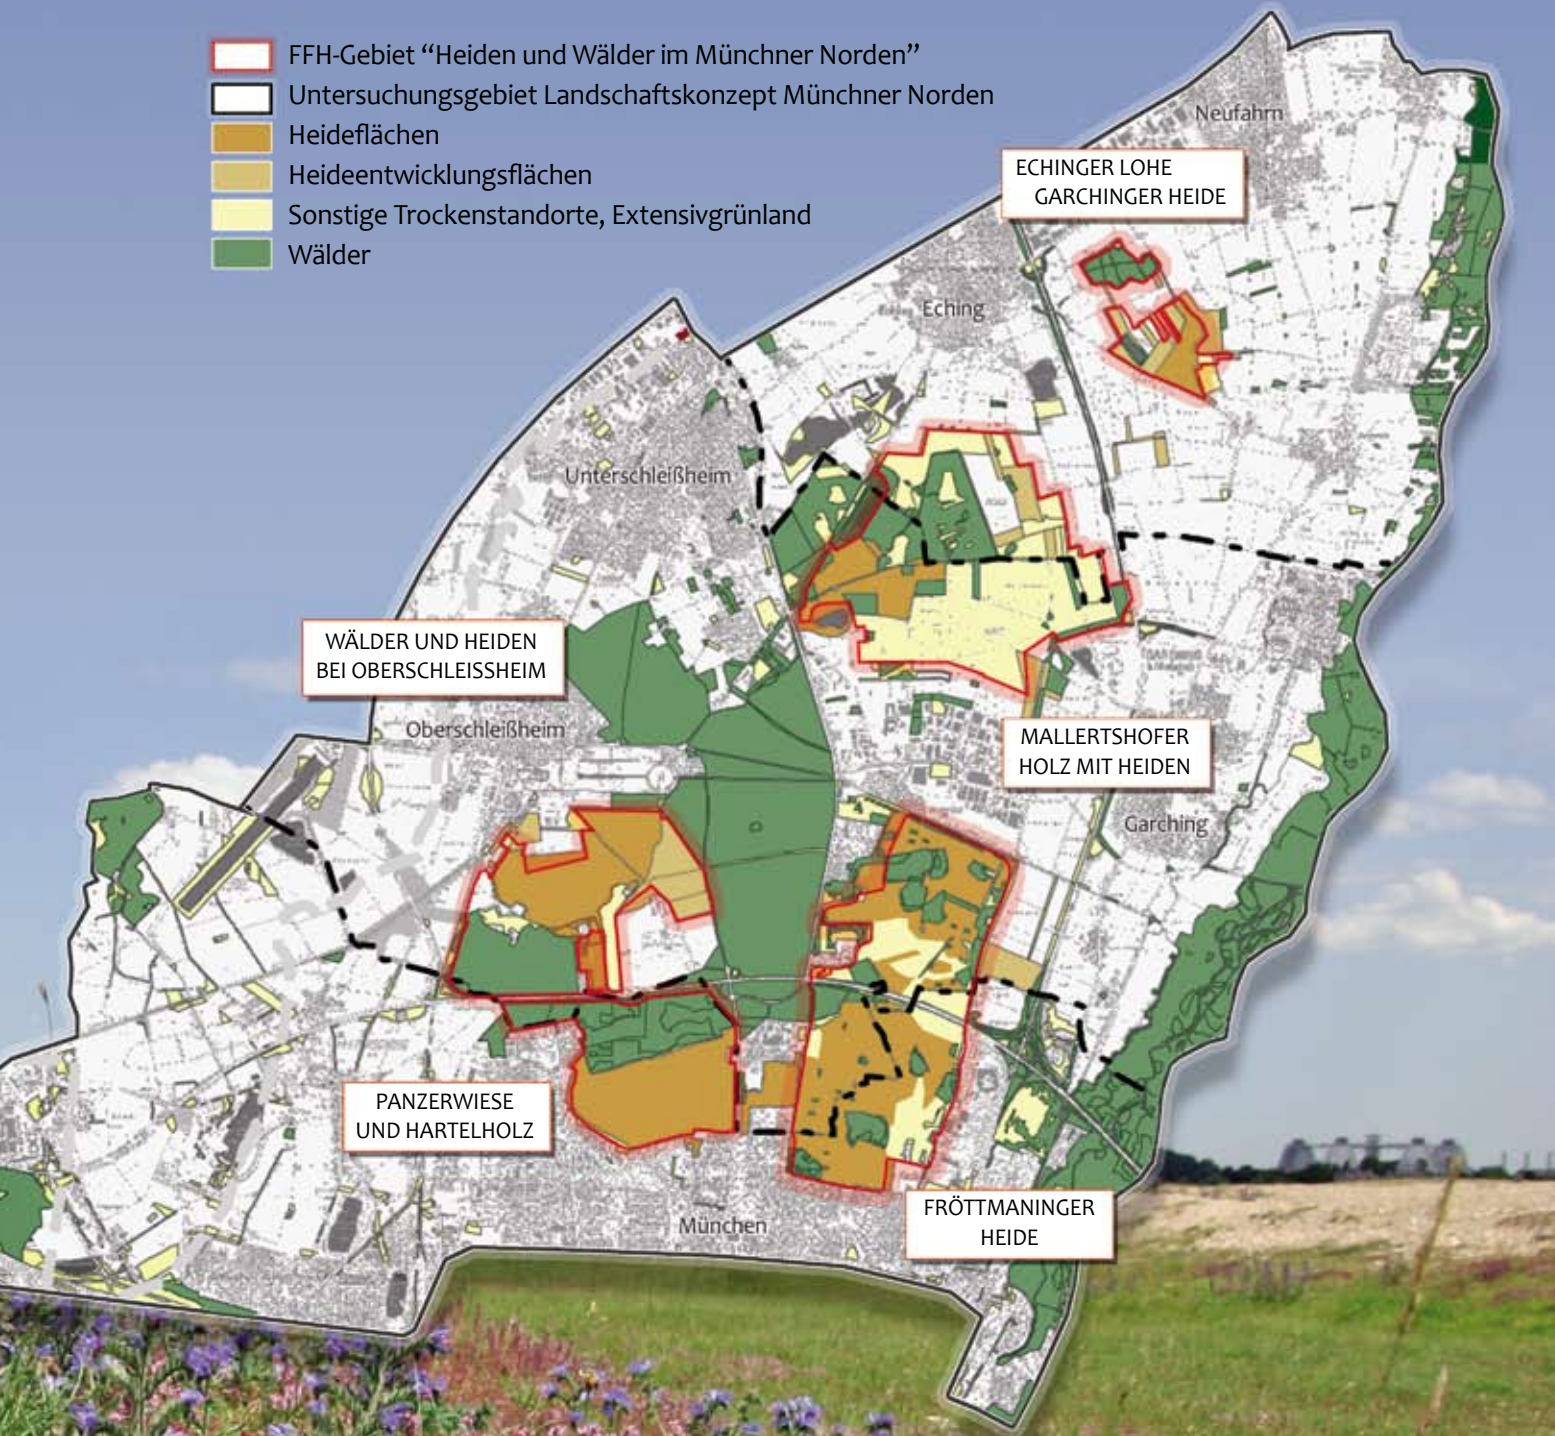 FFH-Gebiet “Heiden und Wälder im Münchner Norden”
Untersuchungsgebiet Landschaftskonzept Münchner Norden
Heideflächen
Heideentwicklungsflächen
Sonstige Trockenstandorte, Extensivgrünland
Wälder
Neufahrn
ECHINGER LOHE
GARCHINGER HEIDE
Eching
Unterschleißheim
WÄLDER UND HEIDEN
BEI OBERSCHLEISSHEIM
Oberschleißheim
MALLERTSHOFER
HOLZ MIT HEIDEN
Garching
PANZERWIESE
UND HARTELHOLZ
FRÖTTMANINGER
HEIDE
München